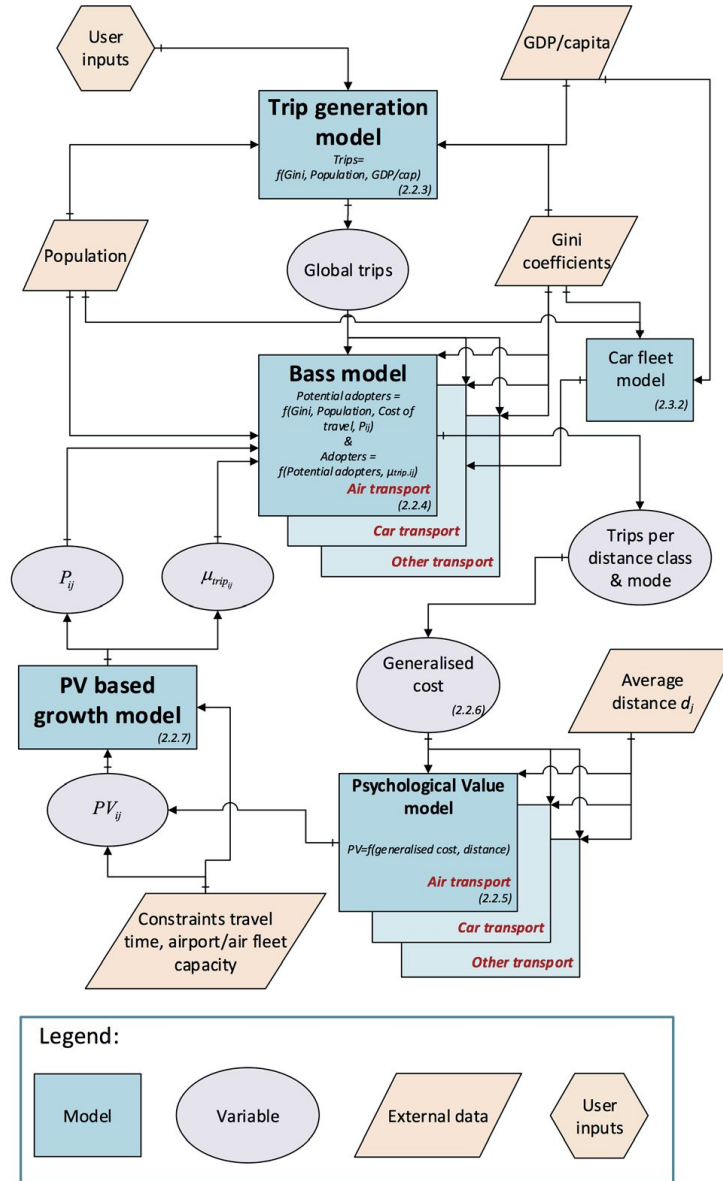 User
inputs
GDP/capita
Trip generation
model
Trips=
f(Gini, Population, GDP/cap)
(2.2.3)
Population
Global trips
Gini
coefficients
Bass model
Potential adopters =
f(Gini, Population, Cost of
travel, Pij)
&
Adopters =
f(Potential adopters, μtrip.ij)
Air transport
(2.2.4)
Car transport
Other transport
Car fleet
model
(2.3.2)
Pij
μtripij
Trips per
distance class
& mode
PV based
growth model
(2.2.7)
Generalised
cost
(2.2.6)
Average
distance dj
PVij
Psychological Value
model
PV=f(generalised cost, distance)
Air transport
(2.2.5)
Car transport
Other transport
Constraints travel
time, airport/air fleet
capacity
Legend:
Model
Variable
External data
User
inputs